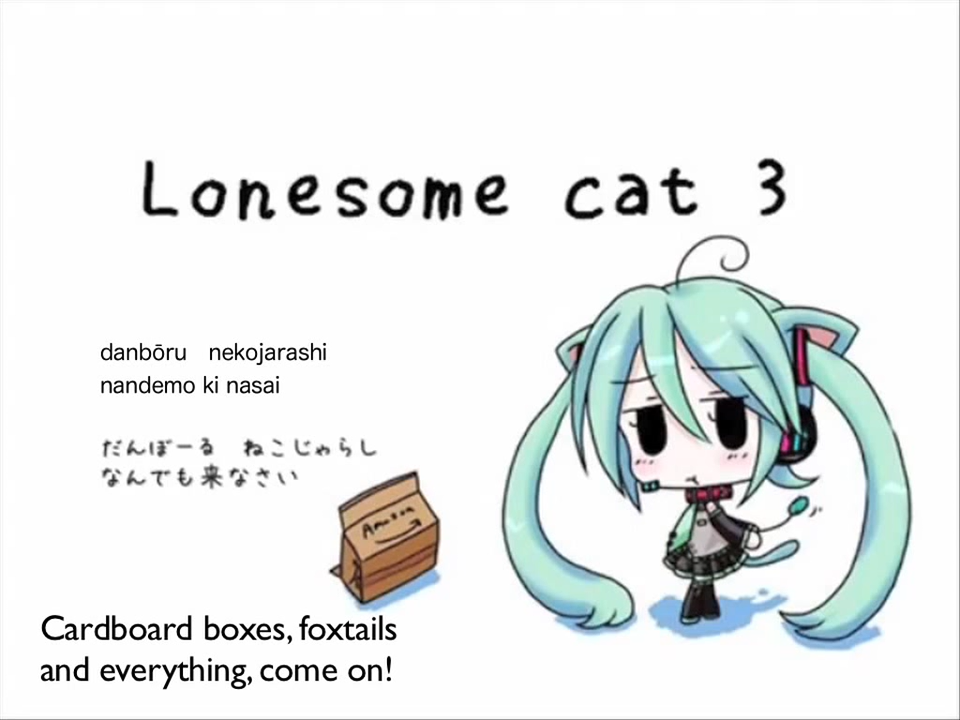 Lonesome cat 3
danbōru nekojarashi
nandemo ki nasai
だんぼーる ねこじゃらし
なんでも来なさい
Amazon
Cardboard boxes, foxtails
and everything, come on!